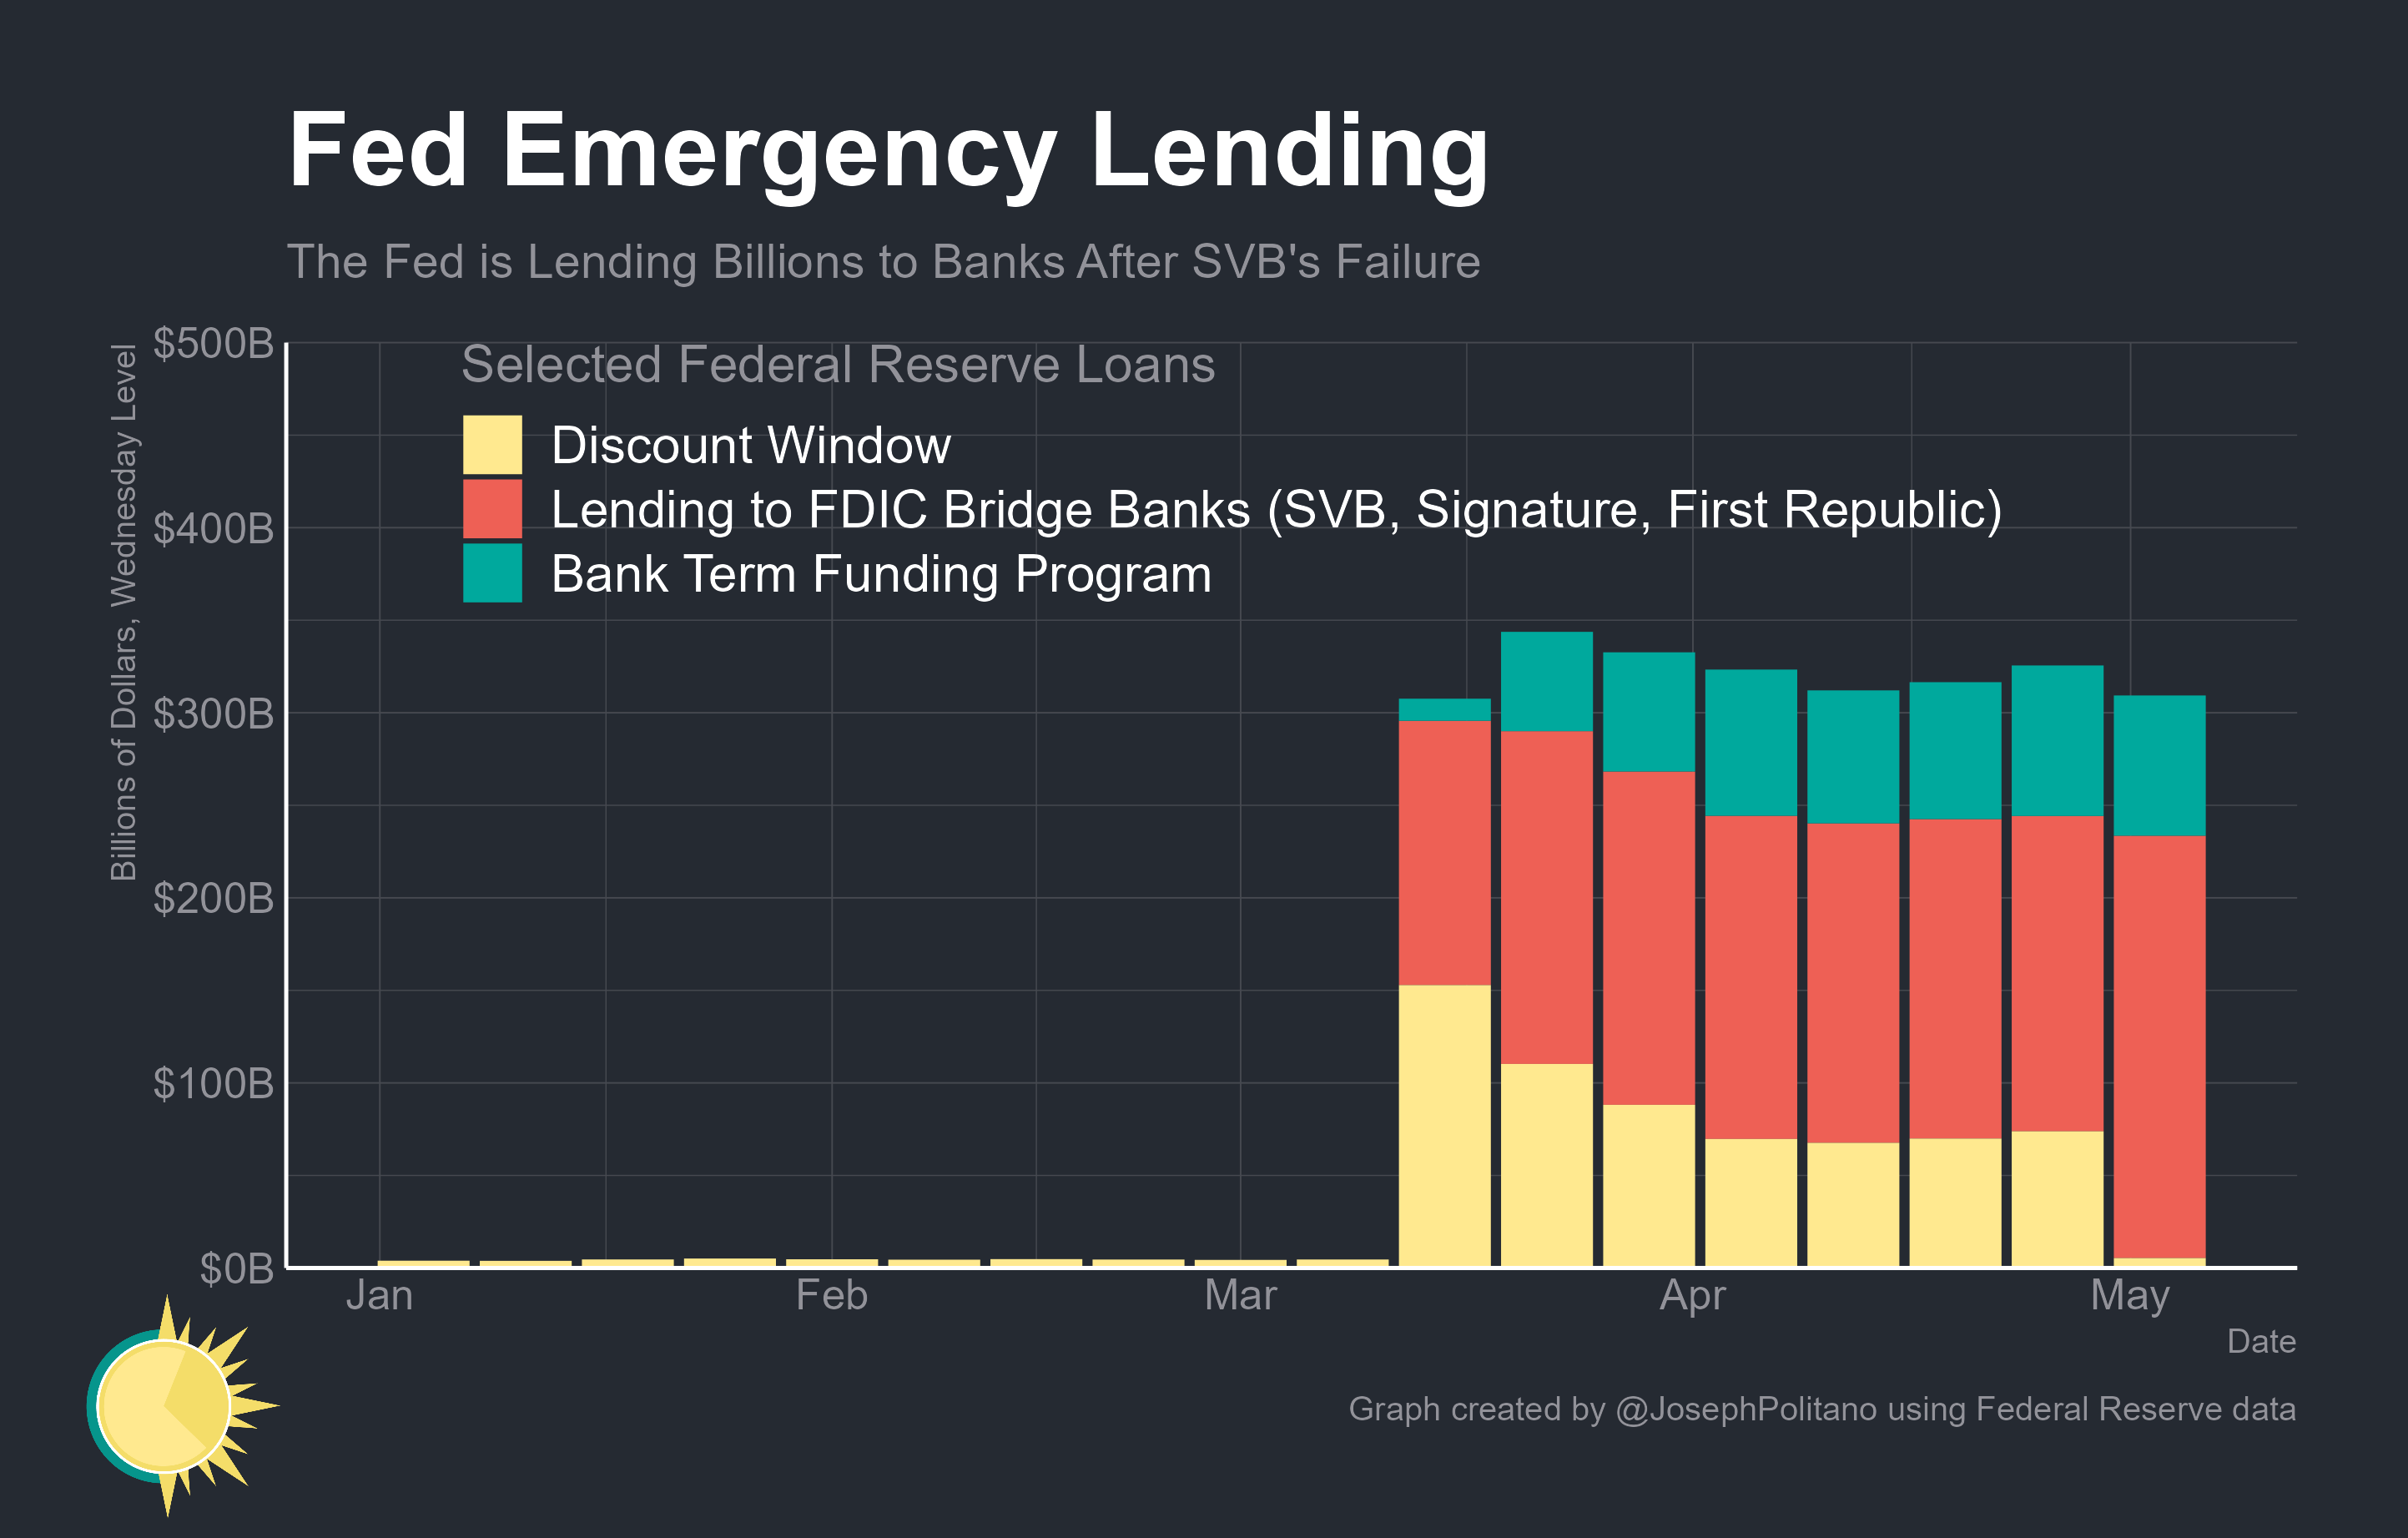 Fed Emergency Lending
The Fed is Lending Billions to Banks After SVB's Failure
Billions of Dollars, Wednesday Level
$500B
$400B
$300B
$200B
$100B
$0B
Selected Federal Reserve Loans
Discount Window
Lending to FDIC Bridge Banks (SVB, Signature, First Republic)
Bank Term Funding Program
Jan Feb Mar Apr May
Date
Graph created by @JosephPolitano using Federal Reserve data